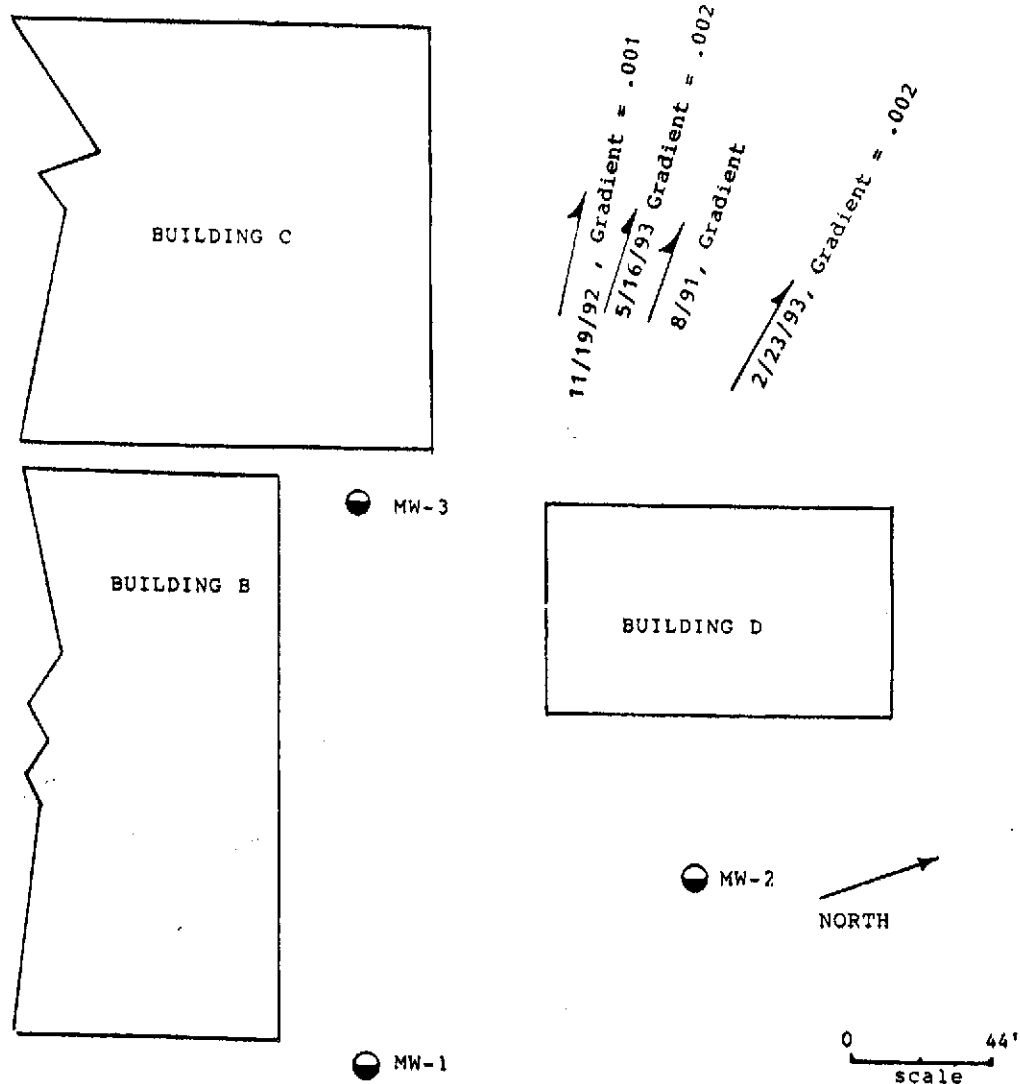 11/19/92 , Gradient = .001
5/16/93 Gradient = .002
8/91, Gradient
2/23/93, Gradient = .002
BUILDING C
MW-3
BUILDING B
BUILDING D
MW-2
NORTH
MW-1
0 44'
scale